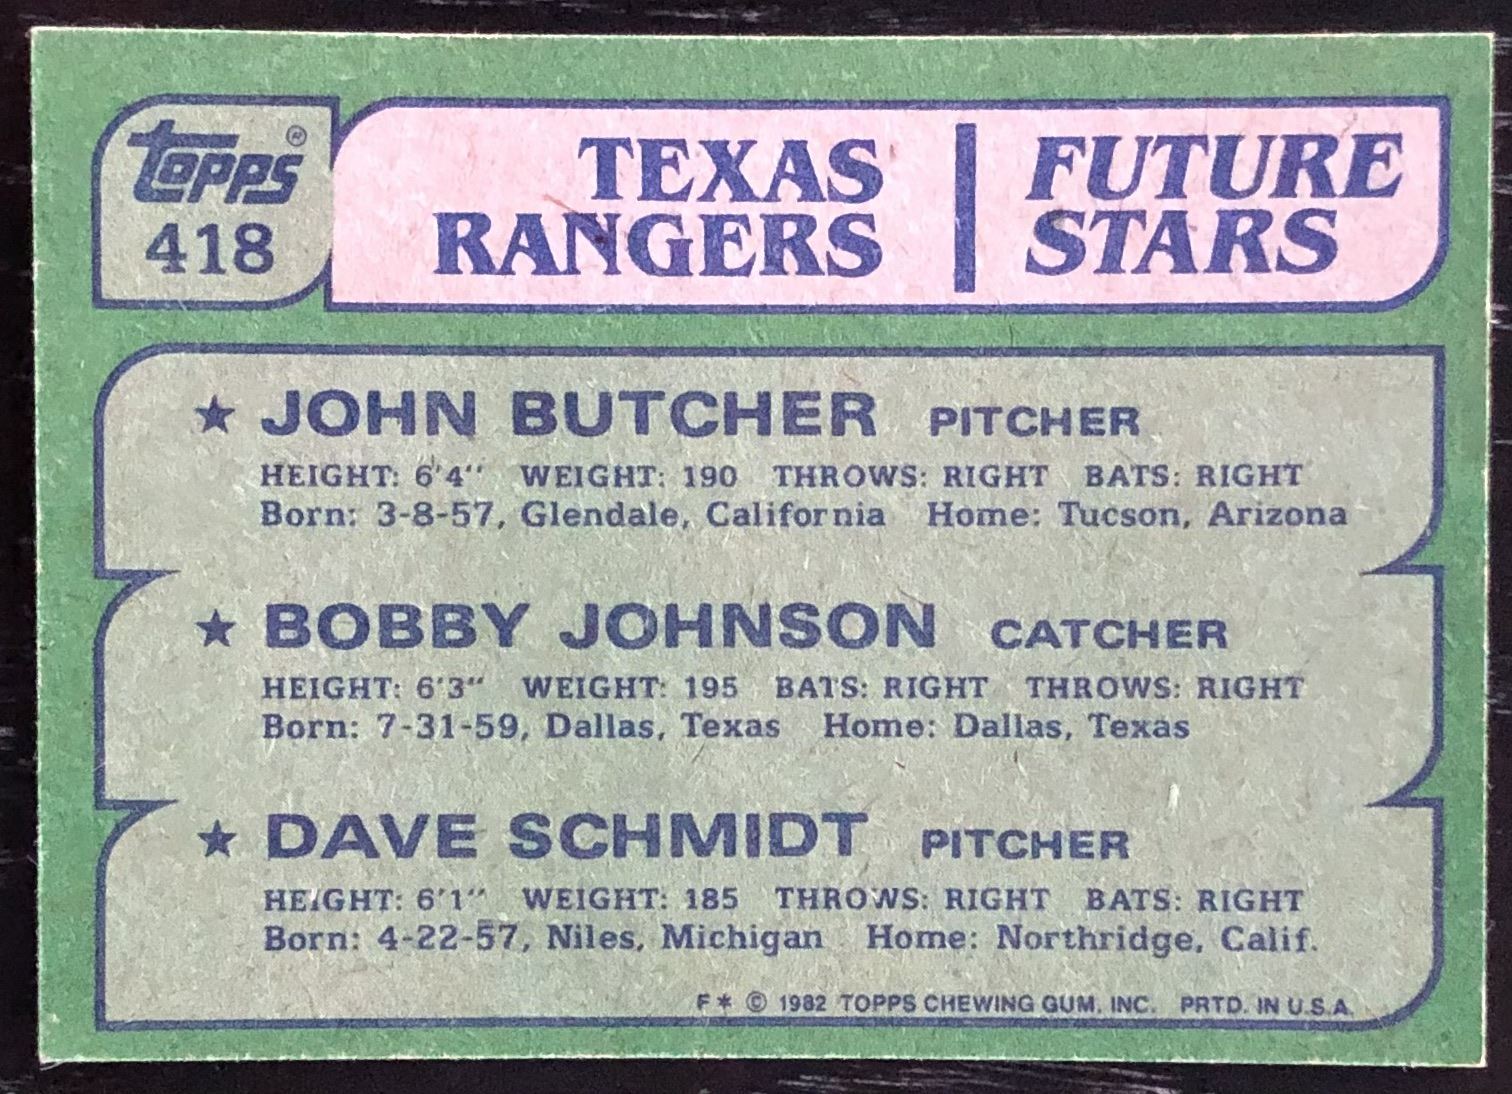 topps®
418
TEXAS RANGERS
FUTURE STARS
★ JOHN BUTCHER PITCHER
HEIGHT: 6'4" WEIGHT: 190 THROWS: RIGHT BATS: RIGHT
Born: 3-8-57, Glendale, California Home: Tucson, Arizona
★ BOBBY JOHNSON CATCHER
HEIGHT: 6'3" WEIGHT: 195 BATS: RIGHT THROWS: RIGHT
Born: 7-31-59, Dallas, Texas Home: Dallas, Texas
★ DAVE SCHMIDT PITCHER
HEIGHT: 6'1" WEIGHT: 185 THROWS: RIGHT BATS: RIGHT
Born: 4-22-57, Niles, Michigan Home: Northridge, Calif.
F* © 1982 TOPPS CHEWING GUM, INC. PRTD. IN U.S.A.